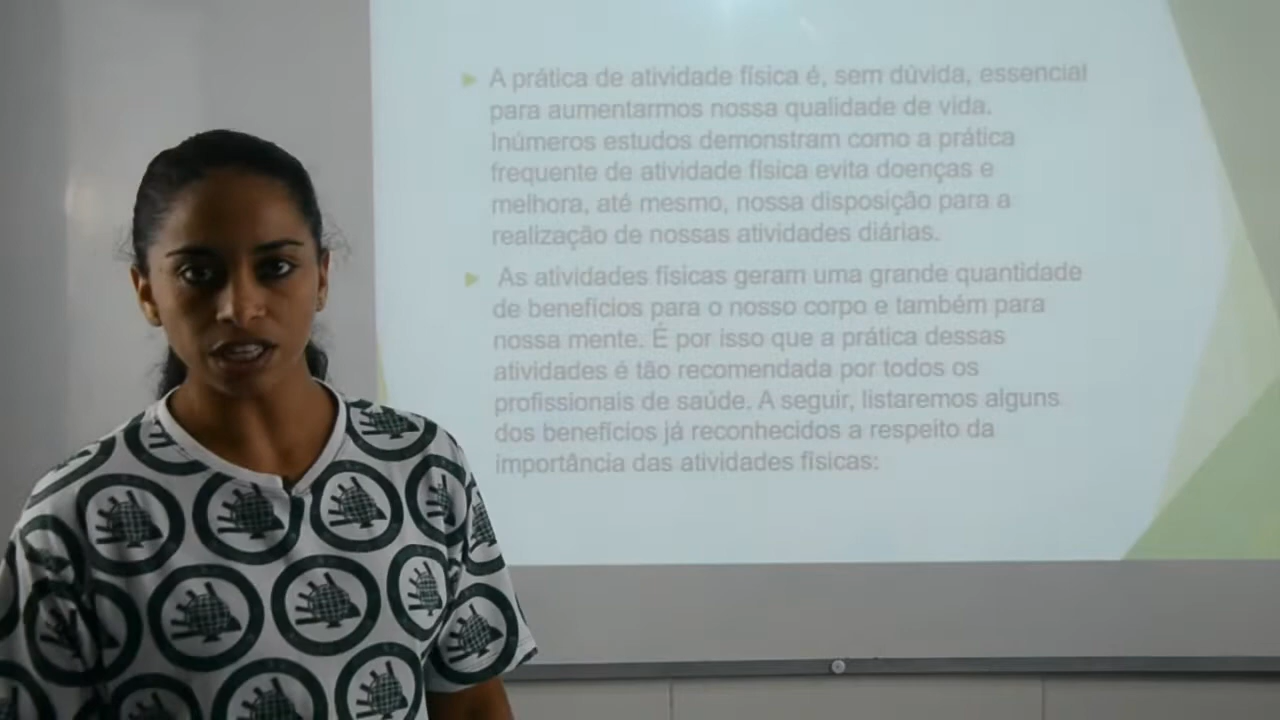 A prática de atividade física é, sem dúvida, essencial
para aumentarmos nossa qualidade de vida.
Inúmeros estudos demonstram como a prática
frequente de atividade física evita doenças e
melhora, até mesmo, nossa disposição para a
realização de nossas atividades diárias.
As atividades físicas geram uma grande quantidade
de benefícios para o nosso corpo e também para
nossa mente. É por isso que a prática dessas
atividades é tão recomendada por todos os
profissionais de saúde. A seguir, listaremos alguns
dos benefícios já reconhecidos a respeito da
importância das atividades físicas: